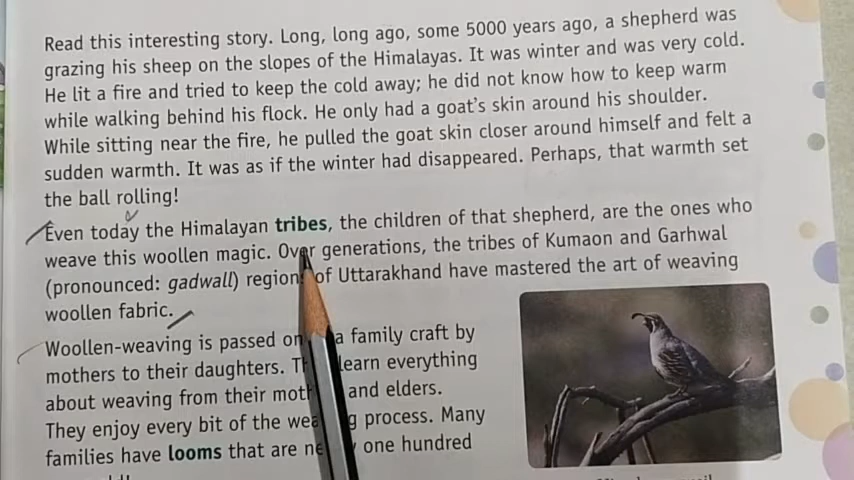 Read this interesting story. Long, long ago, some 5000 years ago, a shepherd was
grazing his sheep on the slopes of the Himalayas. It was winter and was very cold.
He lit a fire and tried to keep the cold away; he did not know how to keep warm
while walking behind his flock. He only had a goat's skin around his shoulder.
While sitting near the fire, he pulled the goat skin closer around himself and felt a
sudden warmth. It was as if the winter had disappeared. Perhaps, that warmth set
the ball rolling!
Even today the Himalayan tribes, the children of that shepherd, are the ones who
weave this woollen magic. Over generations, the tribes of Kumaon and Garhwal
(pronounced: gadwall) regions of Uttarakhand have mastered the art of weaving
woollen fabric.
Woollen-weaving is passed on a family craft by
mothers to their daughters. learn everything
about weaving from their and elders.
They enjoy every bit of the process. Many
families have looms that are one hundred